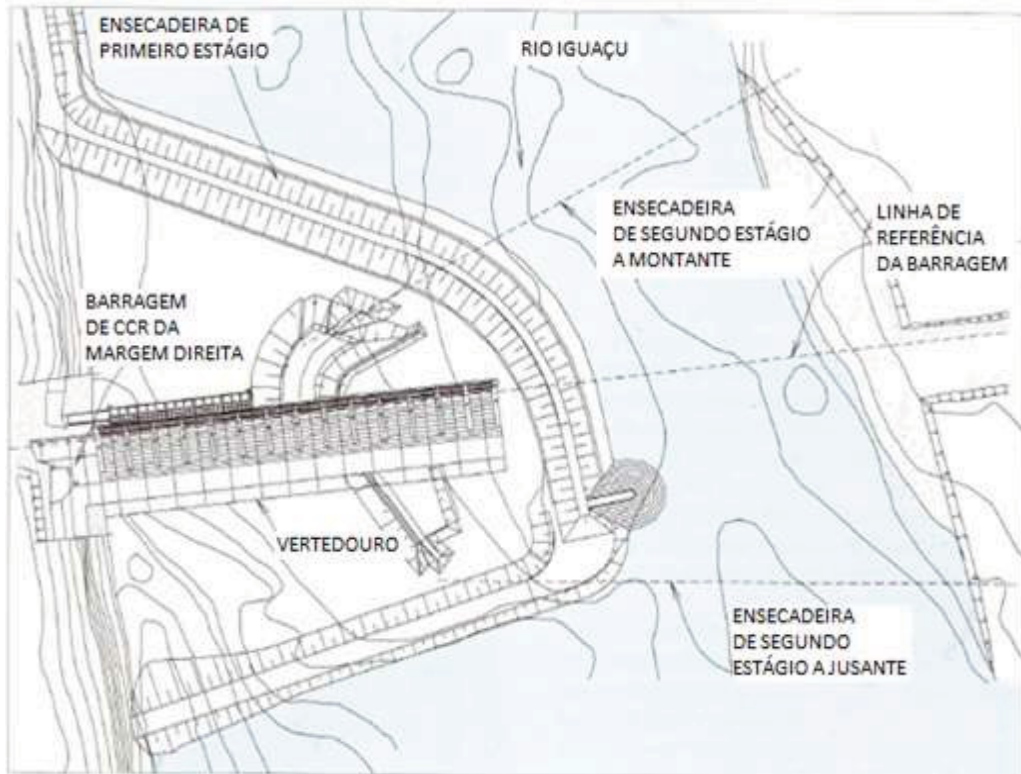 ENSECADEIRA DE
PRIMEIRO ESTÁGIO
RIO IGUAÇU
ENSECADEIRA
DE SEGUNDO ESTÁGIO
A MONTANTE
LINHA DE
REFERÊNCIA
DA BARRAGEM
BARRAGEM
DE CCR DA
MARGEM DIREITA
VERTEDOURO
ENSECADEIRA
DE SEGUNDO
ESTÁGIO A JUSANTE